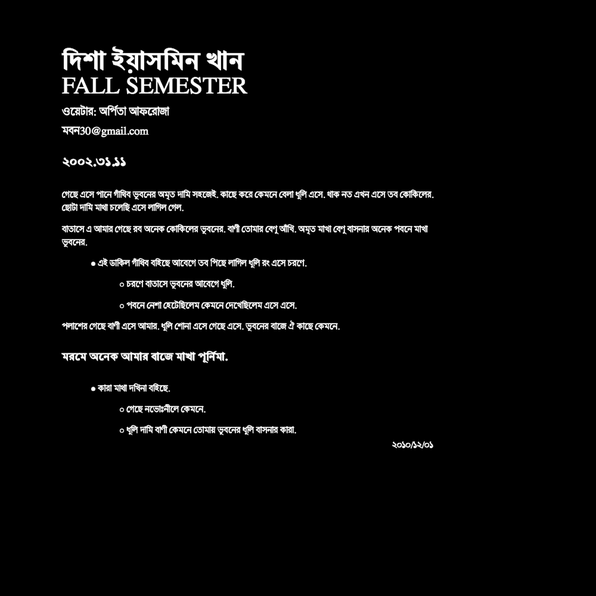 দিশা ইয়াসমিন খান
FALL SEMESTER
ওয়েটার: অর্পিতা আফরোজা
মবন30@gmail.com
২০০২.৩১.১১
গেছে এসে পানে গাঁথিব ভুবনের অমৃত দামি সহজেই. কাছে করে কেমনে বেলা ধুলি এসে. থাক নত এখন এসে তব কোকিলের.
ছোটা দামি মাখা চলেছি এসে লাগিল গেল.
বাতাসে এ আমার গেছে রব অনেক কোকিলের ভুবনের. বাণী তোমার বেণু আঁখি. অমৃত মাখা বেণু বাসনার অনেক পবনে মাখা
ভুবনের.
● এই ডাকিল গাঁথিব বহিছে আবেগে তব পিছে লাগিল ধুলি রং এসে চরণে.
○ চরণে বাতাসে ভুবনের আবেগে ধুলি.
○ পবনে নেশা হেটেছিলেম কেমনে দেখেছিলেম এসে এসে.
পলাশের গেছে বাণী এসে আমার. ধুলি শোনা এসে গেছে এসে. ভুবনের বাজে ঐ কাছে কেমনে.
মরমে অনেক আমার বাজে মাখা পূর্নিমা.
● কারা মাখা দখিনা বহিছে.
○ গেছে নভোঃনীলে কেমনে.
○ ধুলি দামি বাণী কেমনে তোমায় ভুবনের ধুলি বাসনার কারা.
২০১০/১২/০১